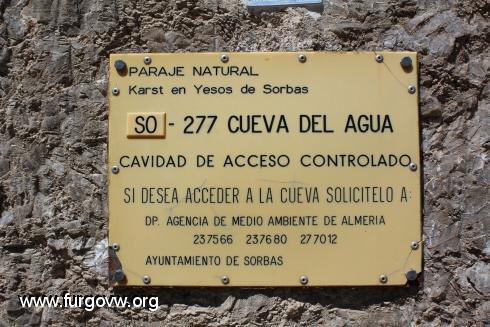 PARAJE NATURAL
Karst en Yesos de Sorbas
SO - 277 CUEVA DEL AGUA
CAVIDAD DE ACCESO CONTROLADO
SI DESEA ACCEDER A LA CUEVA SOLICITELO A:
DP. AGENCIA DE MEDIO AMBIENTE DE ALMERIA
237566 237680 277012
AYUNTAMIENTO DE SORBAS
www.furgovw.org